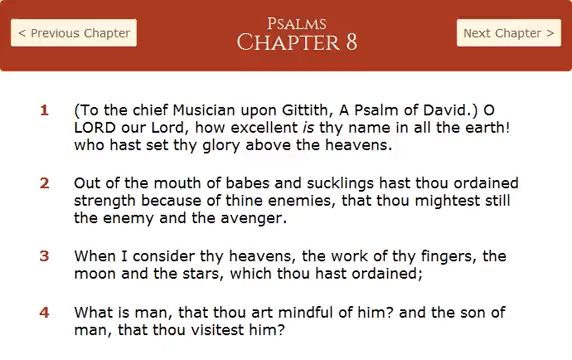 < Previous Chapter
PSALMS
CHAPTER 8
Next Chapter >
1 (To the chief Musician upon Gittith, A Psalm of David.) O
LORD our Lord, how excellent is thy name in all the earth!
who hast set thy glory above the heavens.
2 Out of the mouth of babes and sucklings hast thou ordained
strength because of thine enemies, that thou mightest still
the enemy and the avenger.
3 When I consider thy heavens, the work of thy fingers, the
moon and the stars, which thou hast ordained;
4 What is man, that thou art mindful of him? and the son of
man, that thou visitest him?